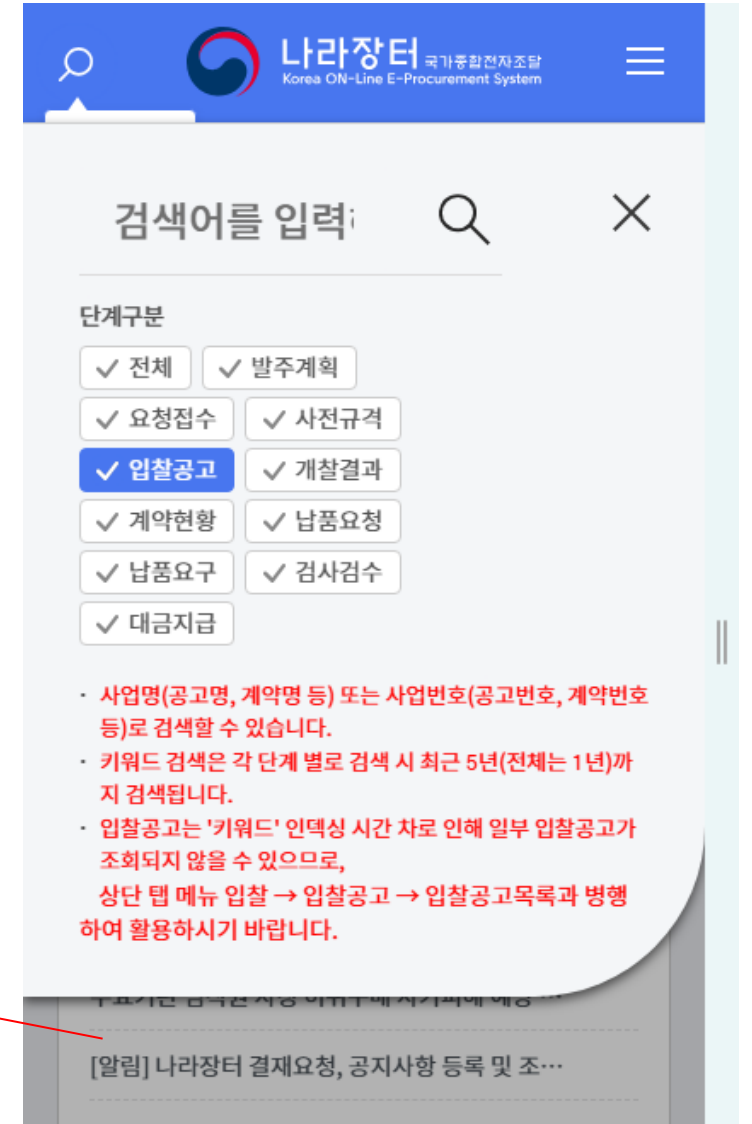 나라장터 국가종합전자조달
Korea ON-Line E-Procurement System
검색어를 입력
단계구분
전체 발주계획
요청접수 사전규격
입찰공고 개찰결과
계약현황 납품요청
납품요구 검사검수
대금지급
· 사업명(공고명, 계약명 등) 또는 사업번호(공고번호, 계약번호
등)로 검색할 수 있습니다.
· 키워드 검색은 각 단계 별로 검색 시 최근 5년(전체는 1년)까
지 검색됩니다.
· 입찰공고는 '키워드' 인덱싱 시간 차로 인해 일부 입찰공고가
조회되지 않을 수 있으므로,
상단 탭 메뉴 입찰 → 입찰공고 → 입찰공고목록과 병행
하여 활용하시기 바랍니다.
[알림] 나라장터 결재요청, 공지사항 등록 및 조…